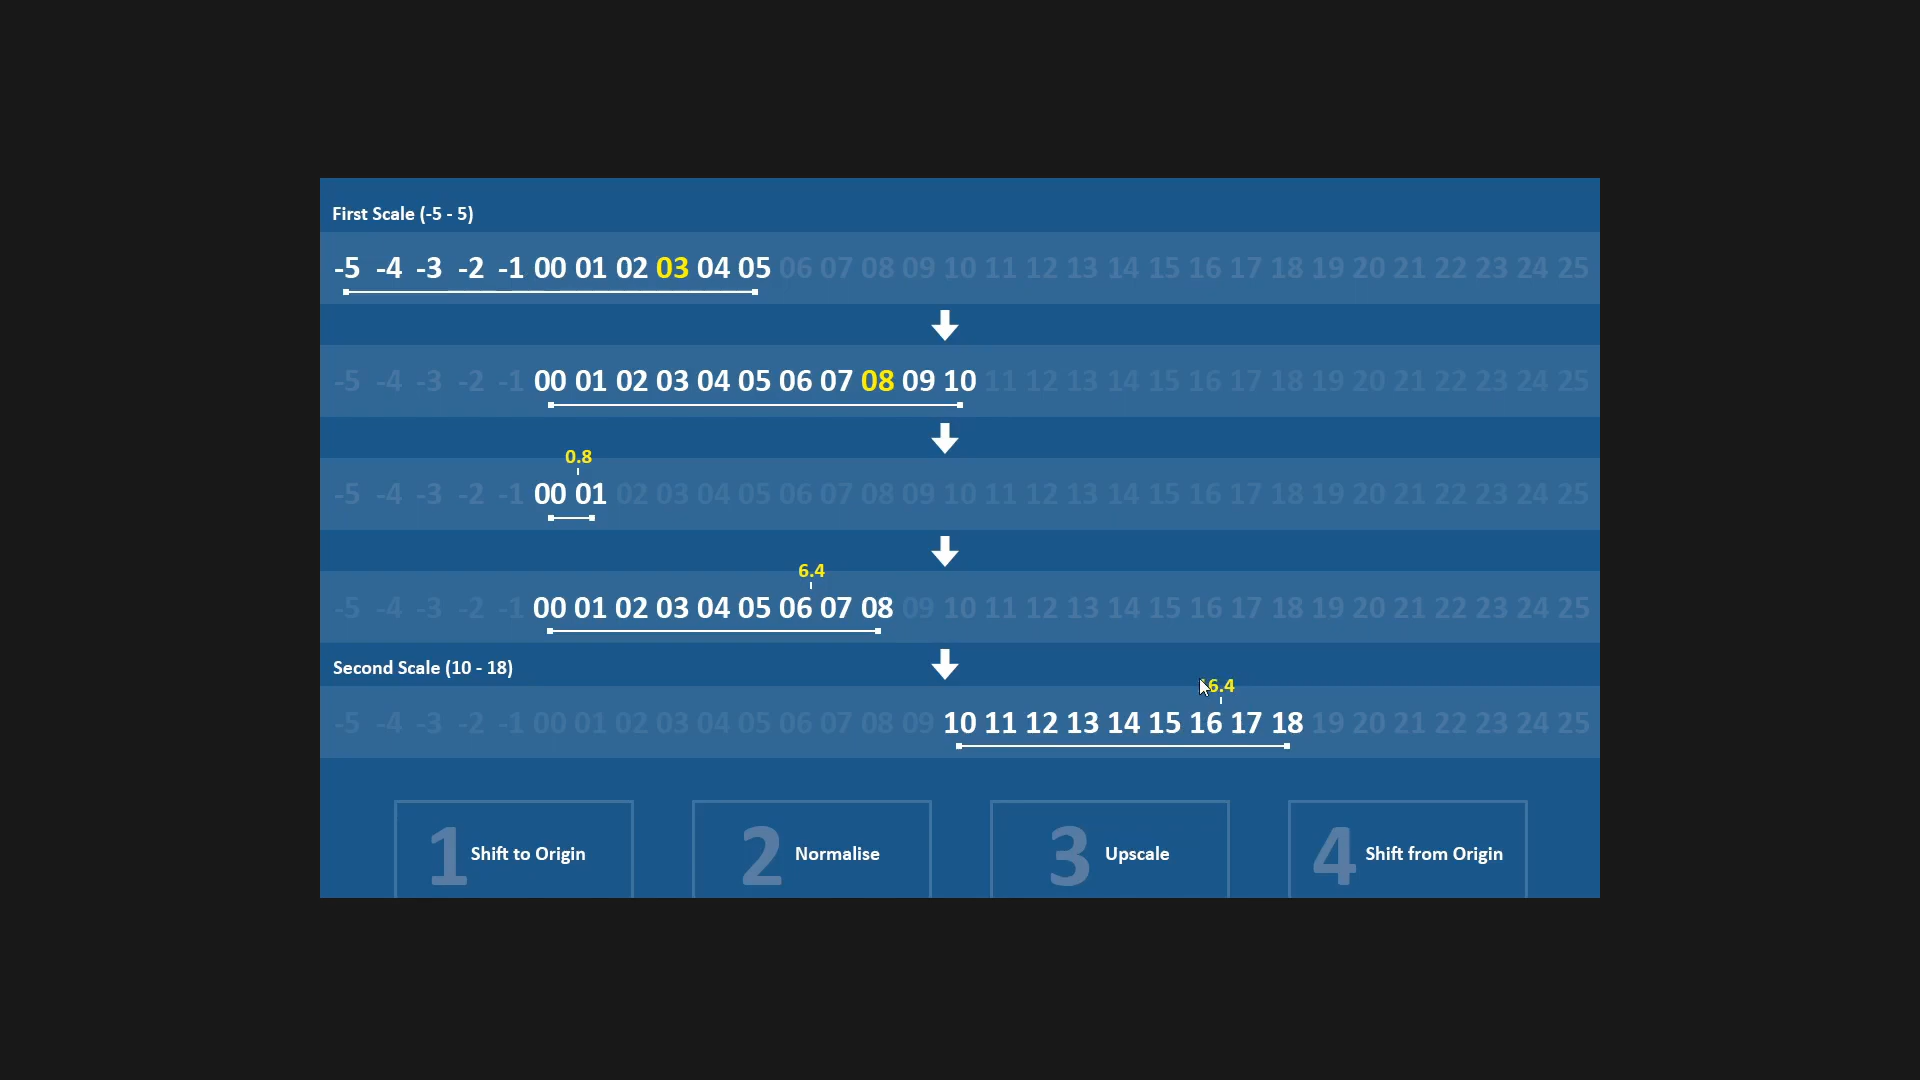 First Scale (-5 - 5)
-5 -4 -3 -2 -1 00 01 02 03 04 05 06 07 08 09 10 11 12 13 14 15 16 17 18 19 20 21 22 23 24 25
-5 -4 -3 -2 -1 00 01 02 03 04 05 06 07 08 09 10 11 12 13 14 15 16 17 18 19 20 21 22 23 24 25
0.8
-5 -4 -3 -2 -1 00 01 02 03 04 05 06 07 08 09 10 11 12 13 14 15 16 17 18 19 20 21 22 23 24 25
6.4
-5 -4 -3 -2 -1 00 01 02 03 04 05 06 07 08 09 10 11 12 13 14 15 16 17 18 19 20 21 22 23 24 25
Second Scale (10 - 18)
6.4
-5 -4 -3 -2 -1 00 01 02 03 04 05 06 07 08 09 10 11 12 13 14 15 16 17 18 19 20 21 22 23 24 25
1 Shift to Origin
2 Normalise
3 Upscale
4 Shift from Origin